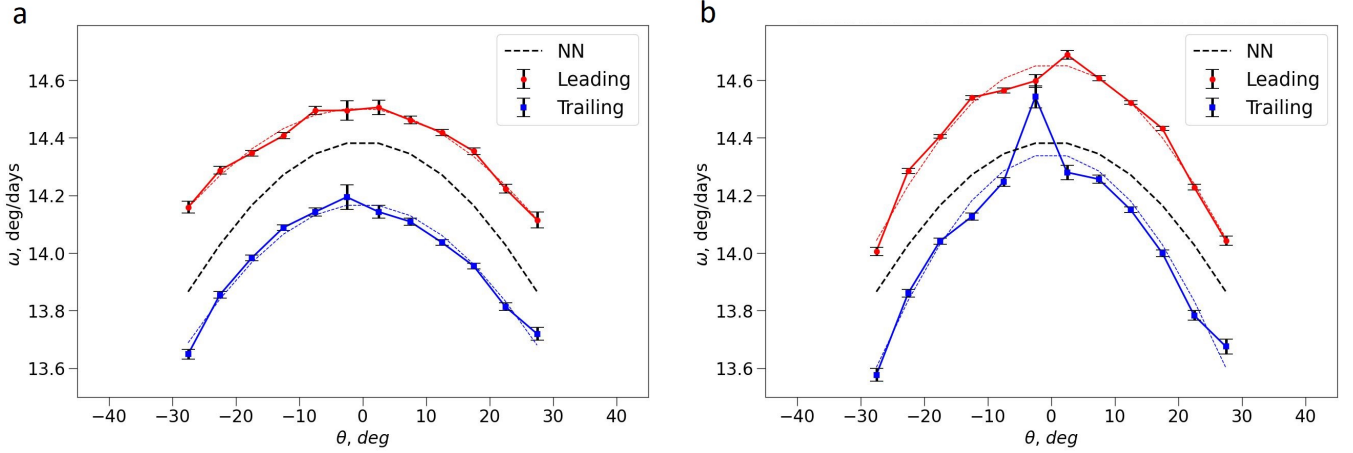 a
NN
Leading
Trailing
14.6
14.4
14.2
14.0
13.8
13.6
ω, deg/days
−40 −30 −20 −10 0 10 20 30 40
θ, deg
b
NN
Leading
Trailing
14.6
14.4
14.2
14.0
13.8
13.6
ω, deg/days
−40 −30 −20 −10 0 10 20 30 40
θ, deg